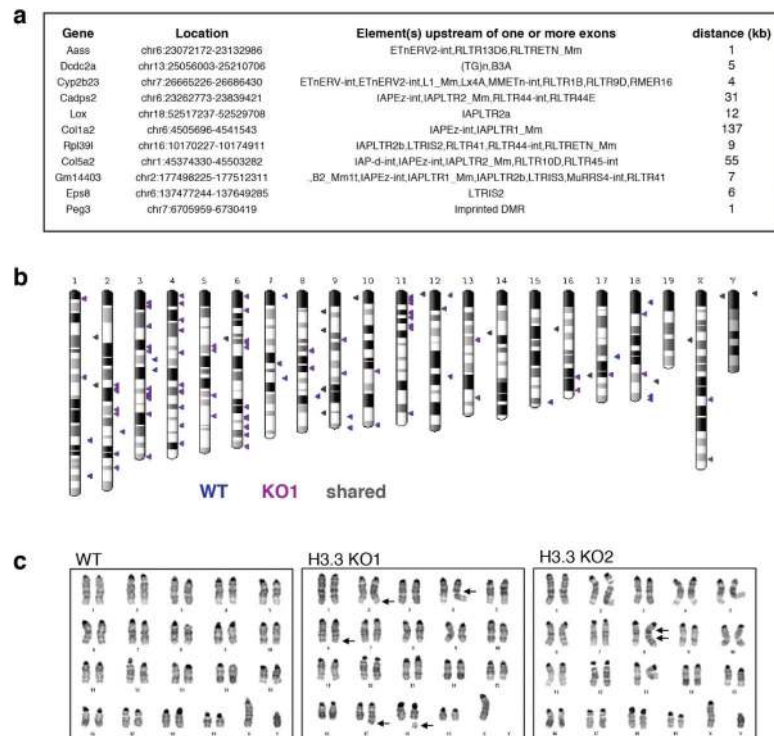 a
Gene Location Element(s) upstream of one or more exons distance (kb)
Aass chr6:23072172-23132986 ETnERV2-int,RLTR13D6,RLTRETN_Mm 1
Dcdc2a chr13:25056003-25210706 (TG)n,B3A 5
Cyp2b23 chr7:26665226-26686430 ETnERV-int,ETnERV2-int,L1_Mm,Lx4A,MMETn-int,RLTR1B,RLTR9D,RMER16 4
Cadps2 chr6:23262773-23839421 IAPEz-int,IAPLTR2_Mm,RLTR44-int,RLTR44E 31
Lox chr18:52517237-52529708 IAPLTR2a 12
Col1a2 chr6:4505696-4541543 IAPEz-int,IAPLTR1_Mm 137
Rpl39l chr16:10170227-10174911 IAPLTR2b,LTRIS2,RLTR41,RLTR44-int,RLTRETN_Mm 9
Col5a2 chr1:45374330-45503282 IAP-d-int,IAPEz-int,IAPLTR2_Mm,RLTR10D,RLTR45-int 55
Gm14403 chr2:177498225-177512311 ,B2_Mm1t,IAPEz-int,IAPLTR1_Mm,IAPLTR2b,LTRIS3,MuRRS4-int,RLTR41 7
Eps8 chr6:137477244-137649285 LTRIS2 6
Peg3 chr7:6705959-6730419 Imprinted DMR 1
b
1 2 3 4 5 6 7 8 9 10 11 12 13 14 15 16 17 18 19 X Y
WT KO1 shared
c
WT H3.3 KO1 H3.3 KO2